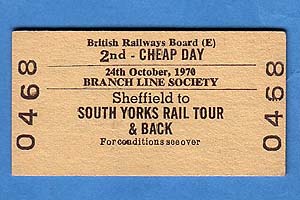 British Railways Board (E)
2nd - CHEAP DAY
24th October, 1970
BRANCH LINE SOCIETY
Sheffield to
SOUTH YORKS RAIL TOUR
& BACK
For conditions see over
0468
0468